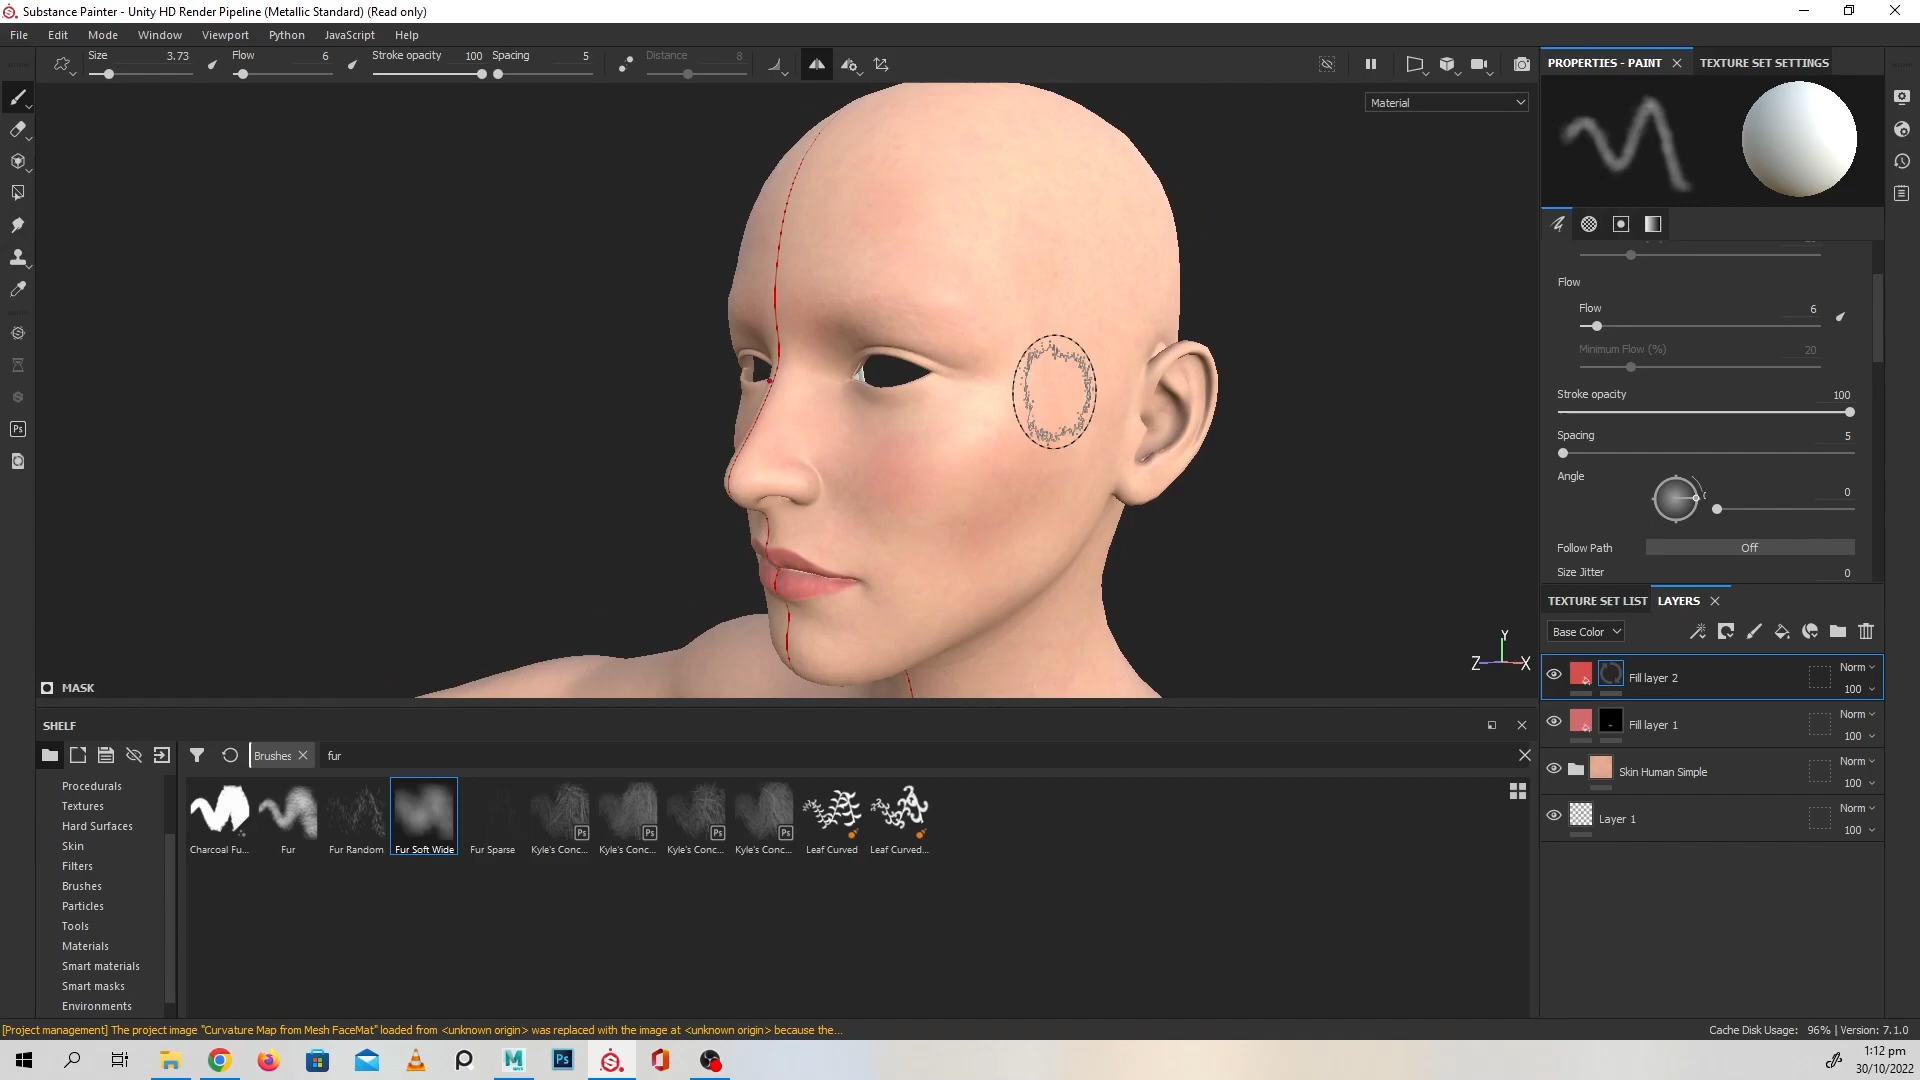 Substance Painter - Unity HD Render Pipeline (Metallic Standard) (Read only)
File Edit Mode Window Viewport Python JavaScript Help
Size 3.73 Flow 6 Stroke opacity 100 Spacing 5 Distance 8
Material
PROPERTIES - PAINT TEXTURE SET SETTINGS
Flow
Flow 6
Minimum Flow (%) 20
Stroke opacity 100
Spacing 5
Angle 0
Follow Path Off
Size Jitter 0
TEXTURE SET LIST LAYERS
Base Color
Norm
Fill layer 2
100
Norm
Fill layer 1
100
Norm
Skin Human Simple
100
Norm
Layer 1
100
Y
Z X
MASK
SHELF
Brushes fur
Procedurals
Textures
Hard Surfaces
Skin
Filters
Brushes
Particles
Tools
Materials
Smart materials
Smart masks
Environments
Ps Ps Ps Ps
Charcoal Fu... Fur Fur Random Fur Soft Wide Fur Sparse Kyle's Conc... Kyle's Conc... Kyle's Conc... Kyle's Conc... Leaf Curved Leaf Curved...
[Project management] The project image "Curvature Map from Mesh FaceMat" loaded from <unknown origin> was replaced with the image at <unknown origin> because the...
Cache Disk Usage: 96% | Version: 7.1.0
1:12 pm
30/10/2022